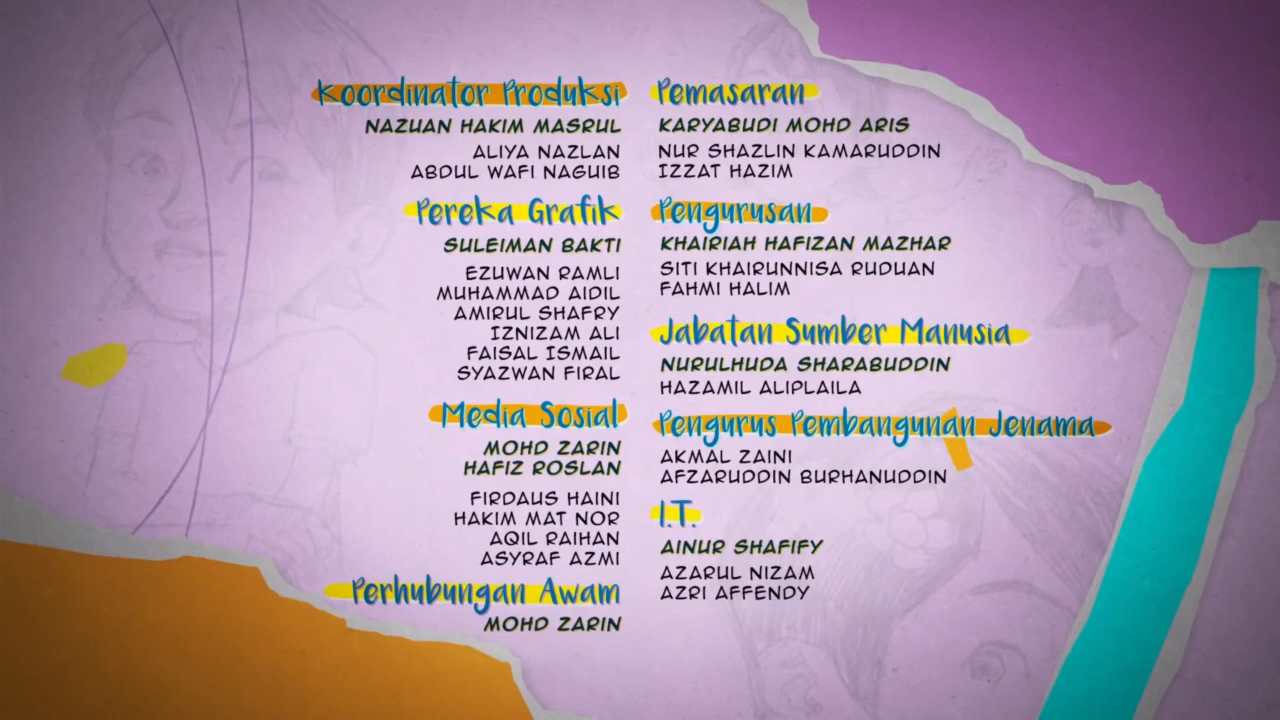 Koordinator Produksi
NAZUAN HAKIM MASRUL
ALIYA NAZLAN
ABDUL WAFI NAGUIB
Pereka Grafik
SULEIMAN BAKTI
EZUWAN RAMLI
MUHAMMAD AIDIL
AMIRUL SHAFRY
IZNIZAM ALI
FAISAL ISMAIL
SYAZWAN FIRAL
Media Sosial
MOHD ZARIN
HAFIZ ROSLAN
FIRDAUS HAINI
HAKIM MAT NOR
AQIL RAIHAN
ASYRAF AZMI
Perhubungan Awam
MOHD ZARIN
Pemasaran
KARYABUDI MOHD ARIS
NUR SHAZLIN KAMARUDDIN
IZZAT HAZIM
Pengurusan
KHAIRIAH HAFIZAN MAZHAR
SITI KHAIRUNNISA RUDUAN
FAHMI HALIM
Jabatan Sumber Manusia
NURULHUDA SHARABUDDIN
HAZAMIL ALIPLAILA
Pengurus Pembangunan Jenama
AKMAL ZAINI
AFZARUDDIN BURHANUDDIN
I.T.
AINUR SHAFIFY
AZARUL NIZAM
AZRI AFFENDY